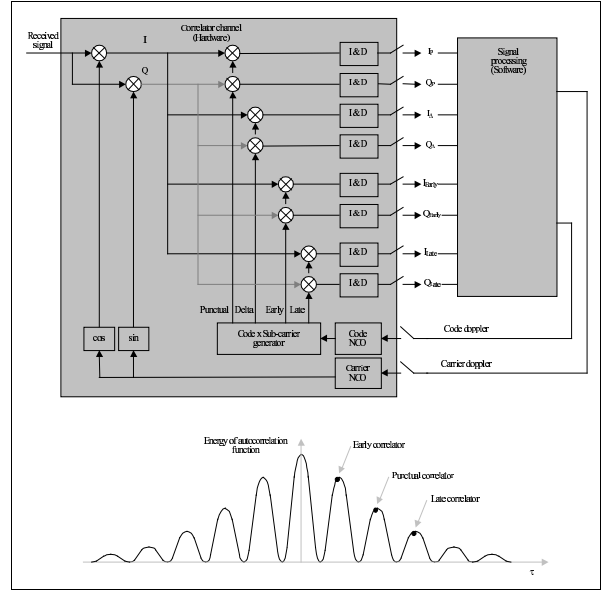 Correlator channel
(Hardware)
Received
signal
I
Q
I&D
I&D
I&D
I&D
I&D
I&D
I&D
I&D
IP
QP
IΔ
QΔ
IEarly
QEarly
ILate
QLate
Signal
processing
(Software)
Punctual
Delta
Early
Late
cos
sin
Code x Sub-carrier
generator
Code
NCO
Carrier
NCO
Code doppler
Carrier doppler
Energy of autocorrelation
function
Early correlator
Punctual correlator
Late correlator
τ